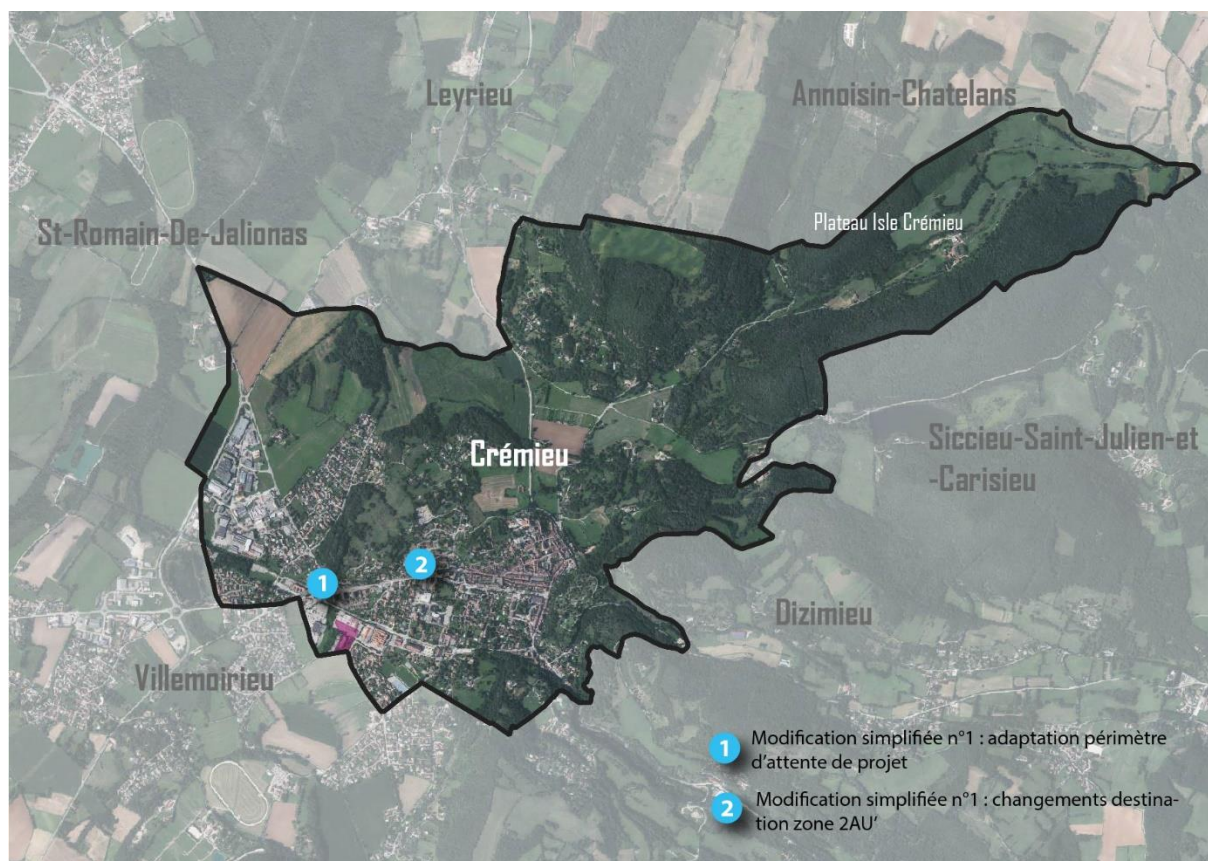 Leyrieu
Annoisin-Chatelans
St-Romain-De-Jalionas
Plateau Isle Crémieu
Crémieu
Siccieu-Saint-Julien-et
-Carisieu
1
2
Dizimieu
Villemoirieu
1 Modification simplifiée n°1 : adaptation périmètre
d'attente de projet
2 Modification simplifiée n°1 : changements destina-
tion zone 2AU'